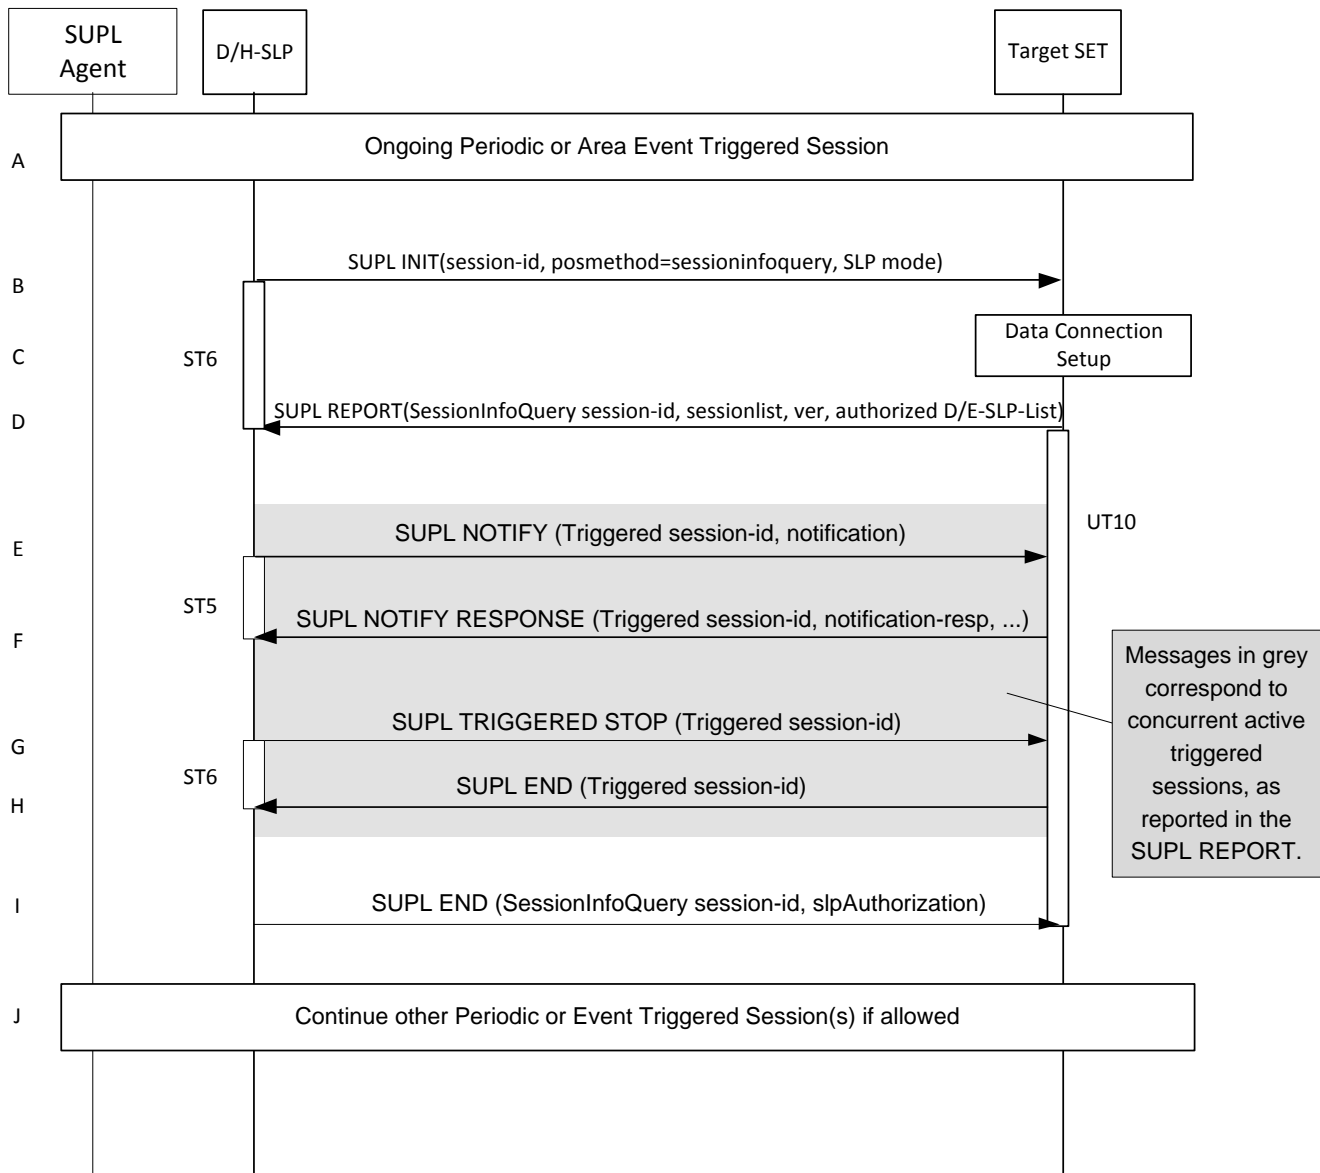 SUPL
Agent
D/H-SLP
Target SET
A
Ongoing Periodic or Area Event Triggered Session
SUPL INIT(session-id, posmethod=sessioninfoquery, SLP mode)
B
Data Connection
Setup
C
ST6
SUPL REPORT(SessionInfoQuery session-id, sessionlist, ver, authorized D/E-SLP-List)
D
UT10
SUPL NOTIFY (Triggered session-id, notification)
E
ST5
SUPL NOTIFY RESPONSE (Triggered session-id, notification-resp, ...)
F
Messages in grey
correspond to
concurrent active
triggered
sessions, as
reported in the
SUPL REPORT.
SUPL TRIGGERED STOP (Triggered session-id)
G
ST6
SUPL END (Triggered session-id)
H
SUPL END (SessionInfoQuery session-id, slpAuthorization)
I
J
Continue other Periodic or Event Triggered Session(s) if allowed